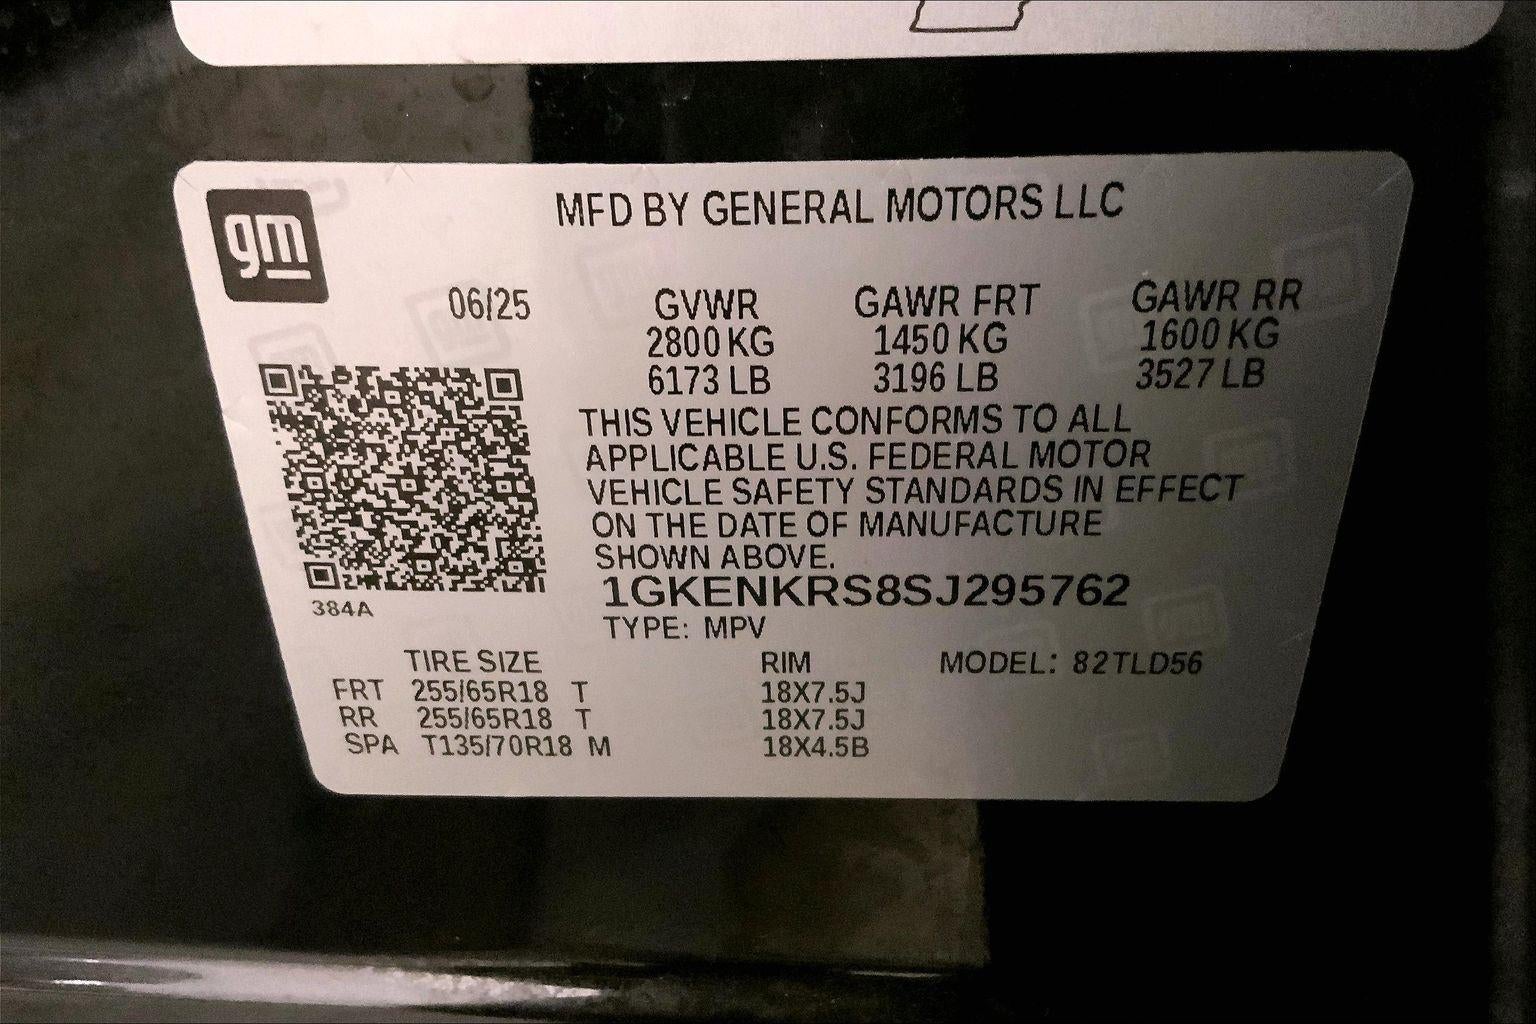 gm
MFD BY GENERAL MOTORS LLC
06/25 GVWR GAWR FRT GAWR RR
2800 KG 1450 KG 1600 KG
6173 LB 3196 LB 3527 LB
THIS VEHICLE CONFORMS TO ALL
APPLICABLE U.S. FEDERAL MOTOR
VEHICLE SAFETY STANDARDS IN EFFECT
ON THE DATE OF MANUFACTURE
SHOWN ABOVE.
1GKENKRS8SJ295762
384A
TYPE: MPV
TIRE SIZE RIM MODEL: 82TLD56
FRT 255/65R18 T 18X7.5J
RR 255/65R18 T 18X7.5J
SPA T135/70R18 M 18X4.5B